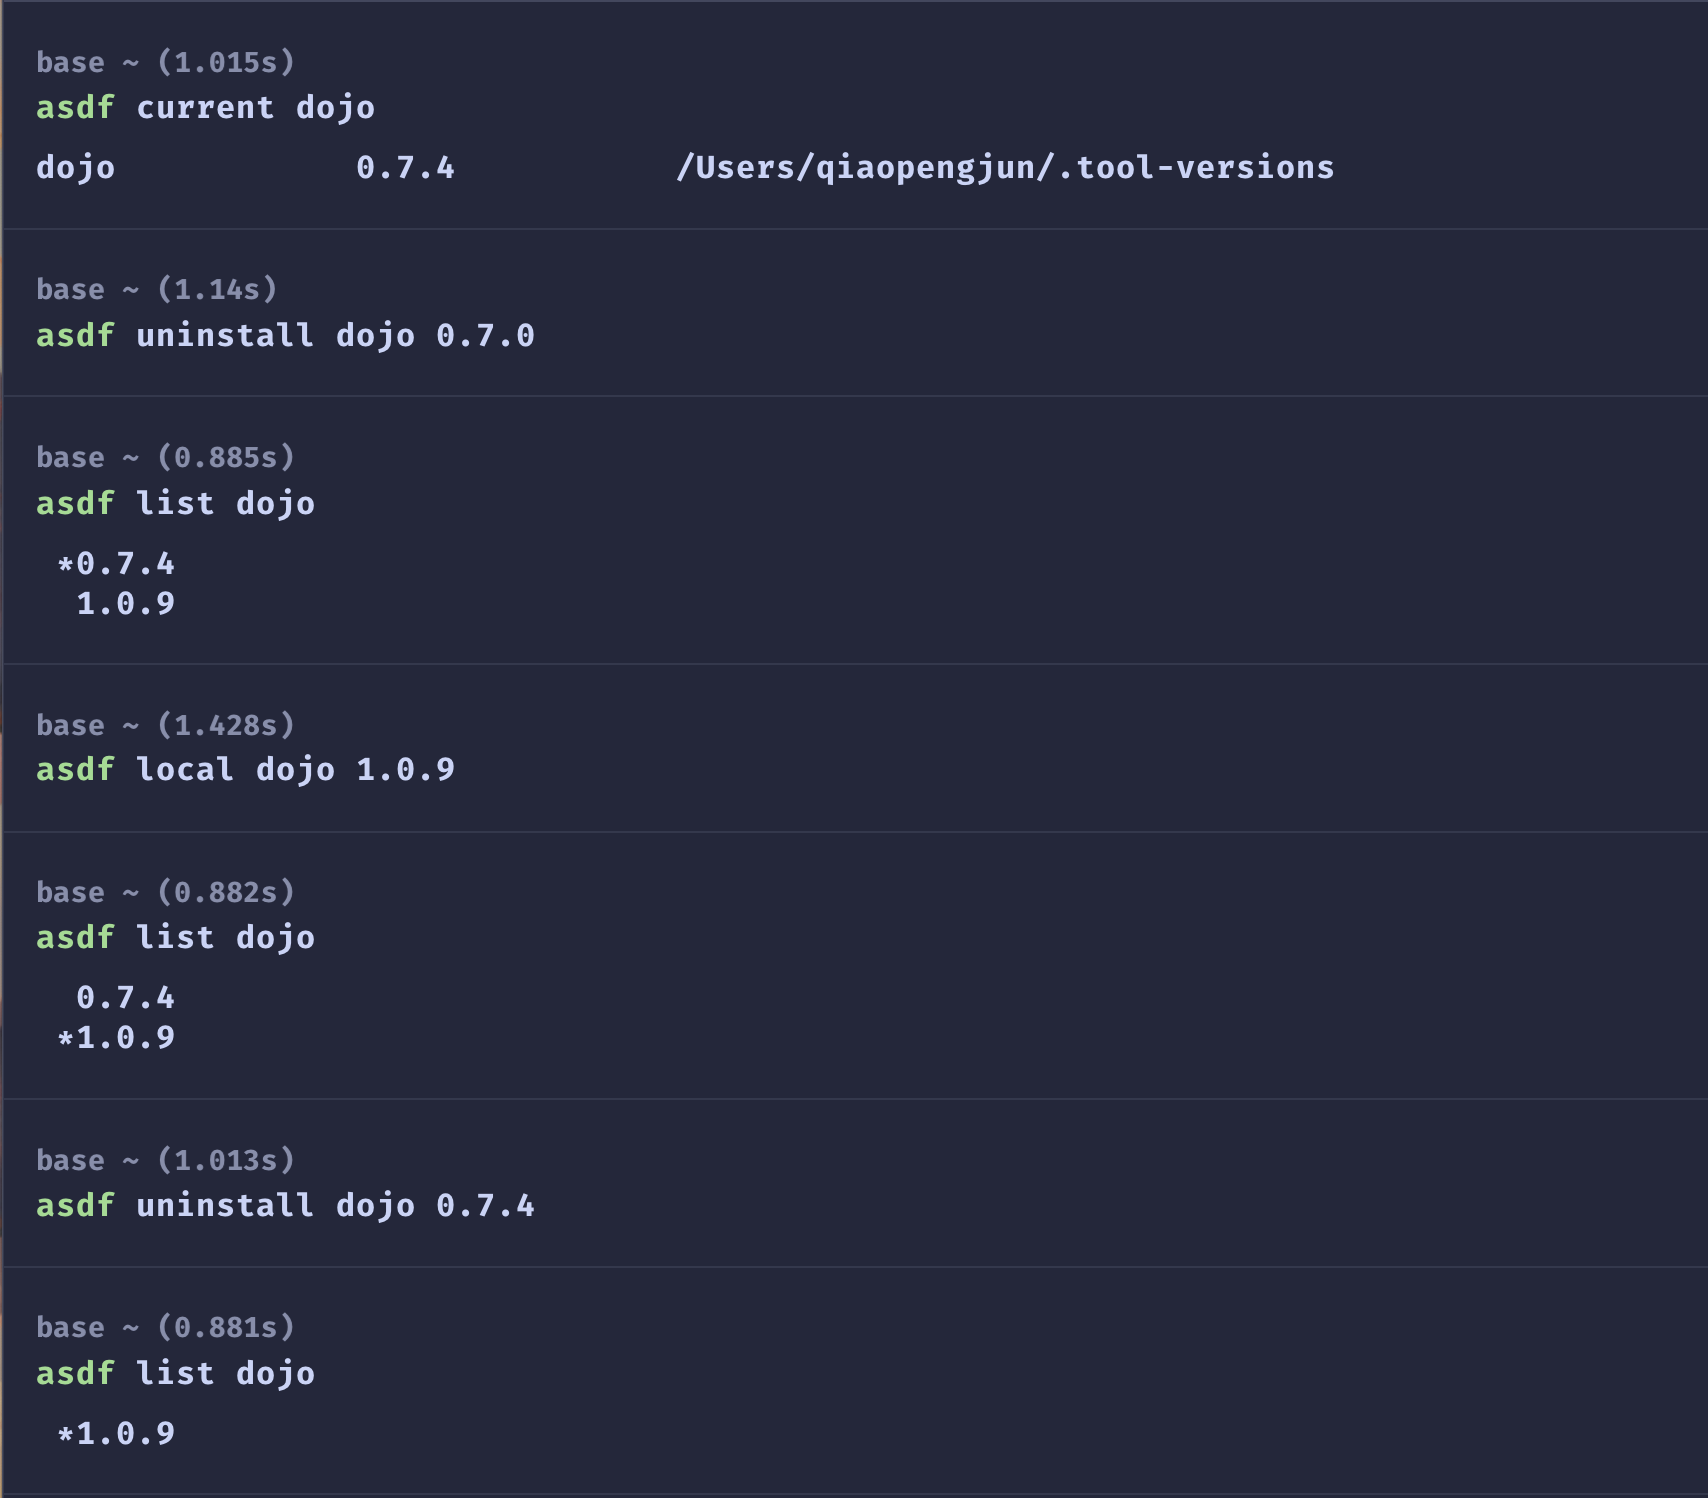 base ~ (1.015s)
asdf current dojo
dojo            0.7.4           /Users/qiaopengjun/.tool-versions
base ~ (1.14s)
asdf uninstall dojo 0.7.0
base ~ (0.885s)
asdf list dojo
 *0.7.4
  1.0.9
base ~ (1.428s)
asdf local dojo 1.0.9
base ~ (0.882s)
asdf list dojo
  0.7.4
 *1.0.9
base ~ (1.013s)
asdf uninstall dojo 0.7.4
base ~ (0.881s)
asdf list dojo
 *1.0.9